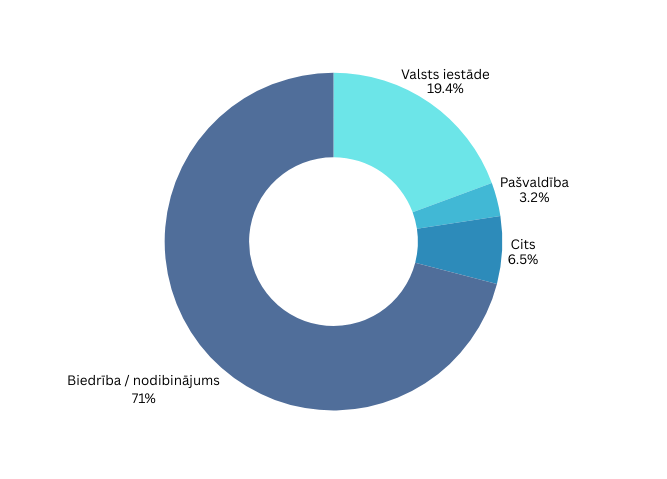 Valsts iestāde
19.4%
Pašvaldība
3.2%
Cits
6.5%
Biedrība / nodibinājums
71%